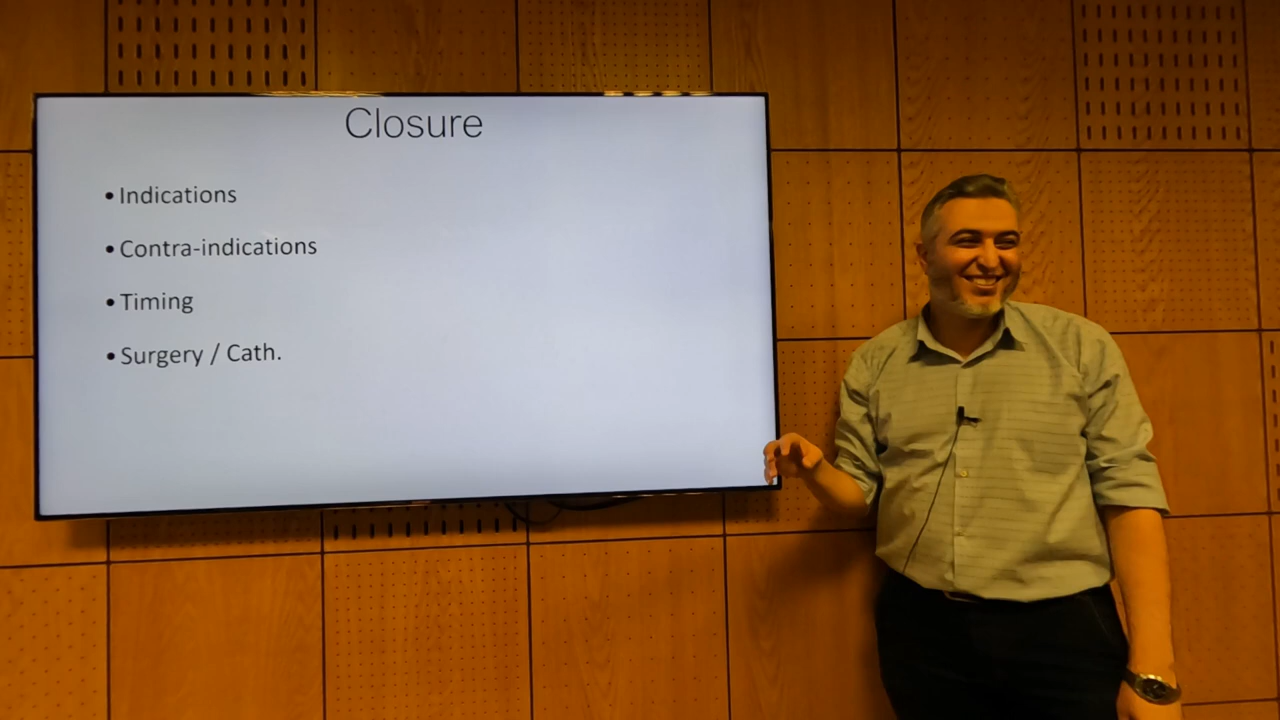 Closure
• Indications
• Contra-indications
• Timing
• Surgery / Cath.